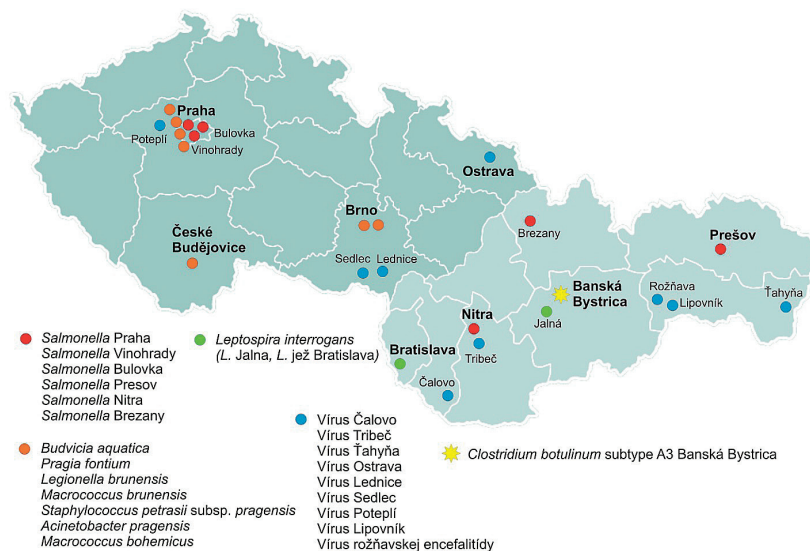 Praha
Poteplí
Bulovka
Vinohrady
Ostrava
České
Budějovice
Brno
Sedlec
Lednice
Brezany
Prešov
Banská
Bystrica
Rožňava
Lipovník
Ťahyňa
Jalná
Nitra
Tribeč
Bratislava
Čalovo
Salmonella Praha
Salmonella Vinohrady
Salmonella Bulovka
Salmonella Presov
Salmonella Nitra
Salmonella Brezany
Leptospira interrogans
(L. Jalna, L. jež Bratislava)
Budvicia aquatica
Pragia fontium
Legionella brunensis
Macrococcus brunensis
Staphylococcus petrasii subsp. pragensis
Acinetobacter pragensis
Macrococcus bohemicus
Vírus Čalovo
Vírus Tribeč
Vírus Ťahyňa
Vírus Ostrava
Vírus Lednice
Vírus Sedlec
Vírus Poteplí
Vírus Lipovník
Vírus rožňavskej encefalitídy
Clostridium botulinum subtype A3 Banská Bystrica